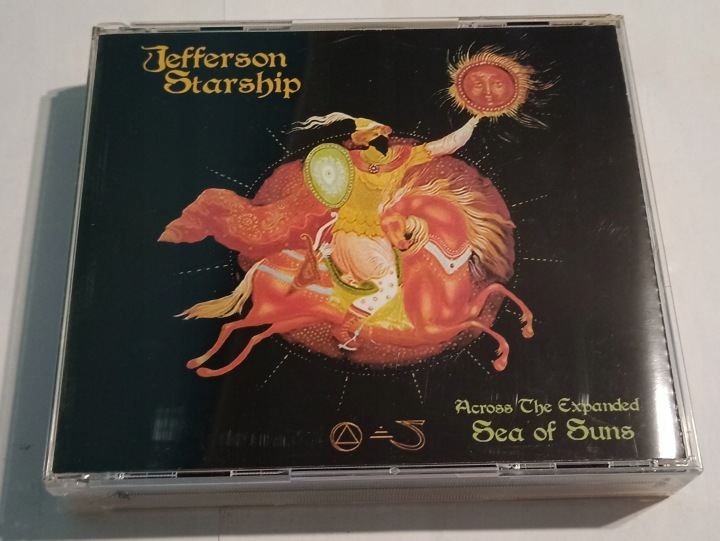 Jefferson
Starship
Across The Expanded
Sea of Suns